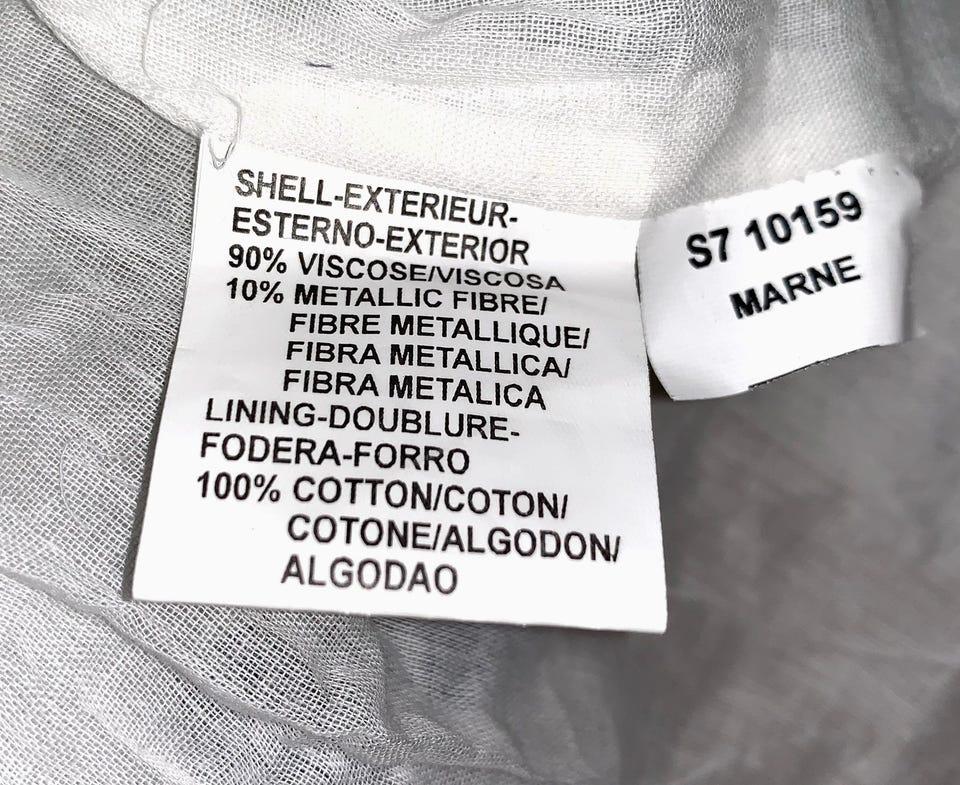 SHELL-EXTERIEUR-
ESTERNO-EXTERIOR
90% VISCOSE/VISCOSA
10% METALLIC FIBRE/
FIBRE METALLIQUE/
FIBRA METALLICA/
FIBRA METALICA
LINING-DOUBLURE-
FODERA-FORRO
100% COTTON/COTON/
COTONE/ALGODON/
ALGODAO
S7 10159
MARNE